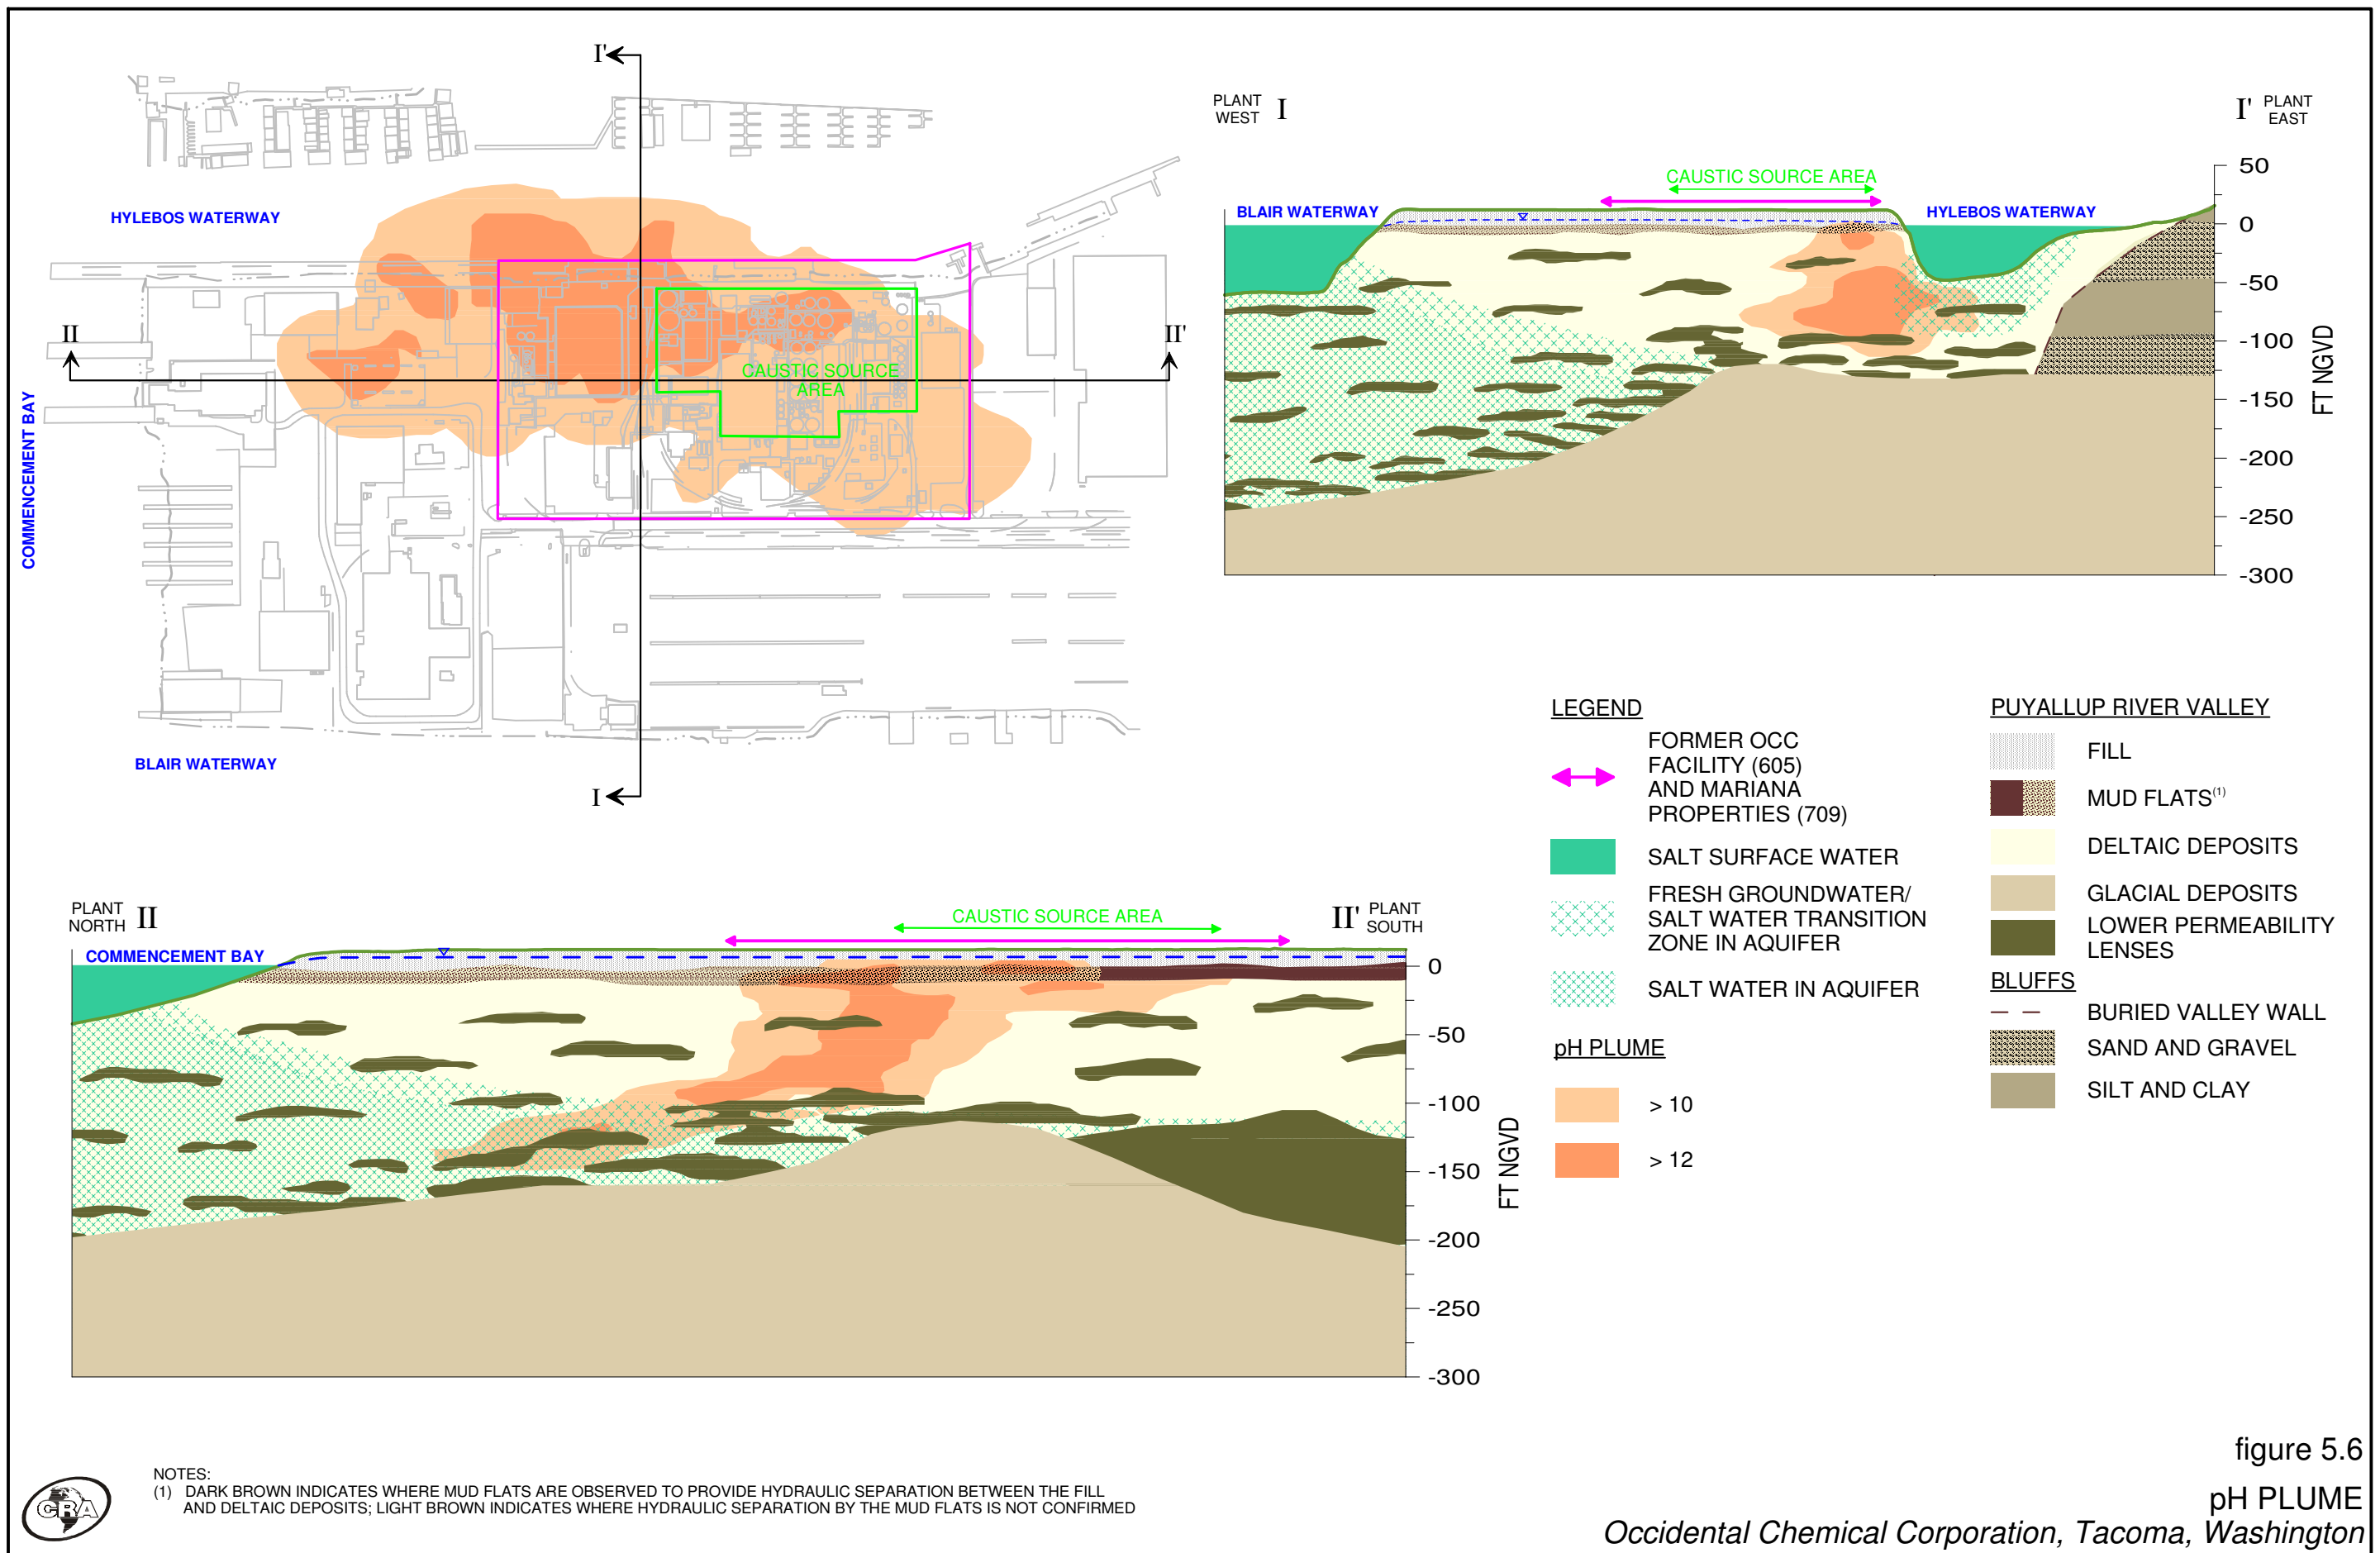 I'
HYLEBOS WATERWAY
II
II'
CAUSTIC SOURCE
AREA
COMMENCEMENT BAY
BLAIR WATERWAY
I
PLANT
WEST
I
I'
PLANT
EAST
CAUSTIC SOURCE AREA
BLAIR WATERWAY
HYLEBOS WATERWAY
50
0
-50
-100
-150
-200
-250
-300
FT NGVD
PLANT
NORTH
II
II'
PLANT
SOUTH
CAUSTIC SOURCE AREA
COMMENCEMENT BAY
0
-50
-100
-150
-200
-250
-300
FT NGVD
LEGEND
FORMER OCC
FACILITY (605)
AND MARIANA
PROPERTIES (709)
SALT SURFACE WATER
FRESH GROUNDWATER/
SALT WATER TRANSITION
ZONE IN AQUIFER
SALT WATER IN AQUIFER
pH PLUME
> 10
> 12
PUYALLUP RIVER VALLEY
FILL
MUD FLATS(1)
DELTAIC DEPOSITS
GLACIAL DEPOSITS
LOWER PERMEABILITY
LENSES
BLUFFS
BURIED VALLEY WALL
SAND AND GRAVEL
SILT AND CLAY
CRA
NOTES:
(1) DARK BROWN INDICATES WHERE MUD FLATS ARE OBSERVED TO PROVIDE HYDRAULIC SEPARATION BETWEEN THE FILL
AND DELTAIC DEPOSITS; LIGHT BROWN INDICATES WHERE HYDRAULIC SEPARATION BY THE MUD FLATS IS NOT CONFIRMED
figure 5.6
pH PLUME
Occidental Chemical Corporation, Tacoma, Washington